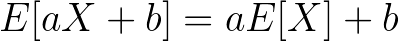 E[aX + b] = aE[X] + b